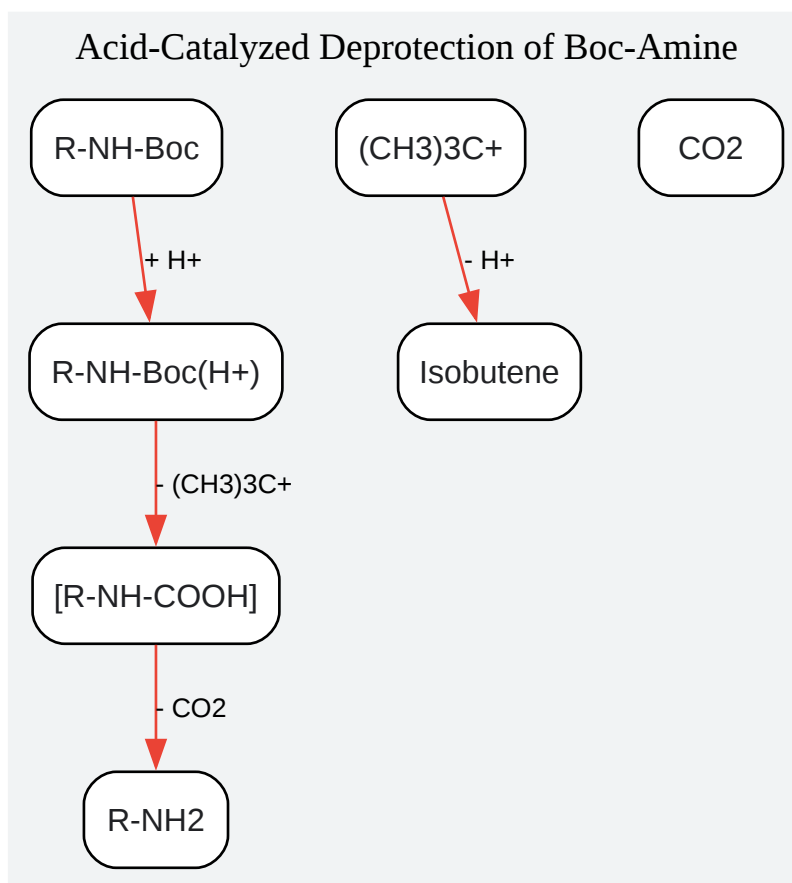 Acid-Catalyzed Deprotection of Boc-Amine
R-NH-Boc
(CH3)3C+
CO2
+ H+
- H+
R-NH-Boc(H+)
Isobutene
- (CH3)3C+
[R-NH-COOH]
- CO2
R-NH2